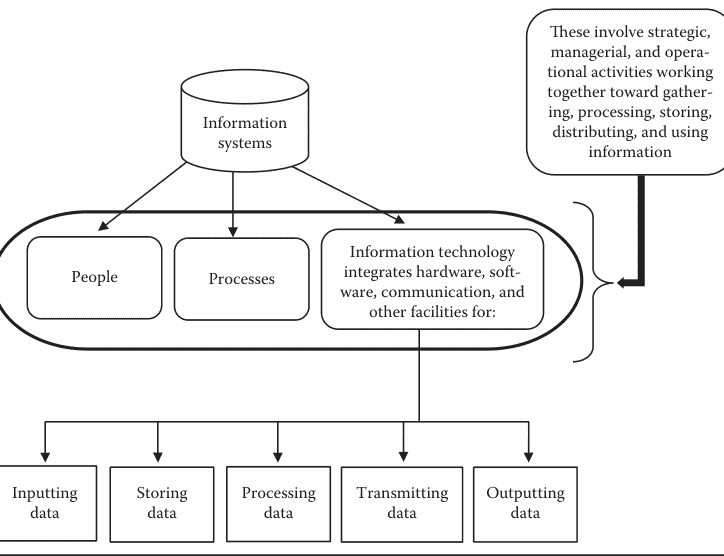 These involve strategic,
managerial, and opera-
tional activities working
together toward gather-
ing, processing, storing,
distributing, and using
information
Information
systems
People
Processes
Information technology
integrates hardware, soft-
ware, communication, and
other facilities for:
Inputting
data
Storing
data
Processing
data
Transmitting
data
Outputting
data